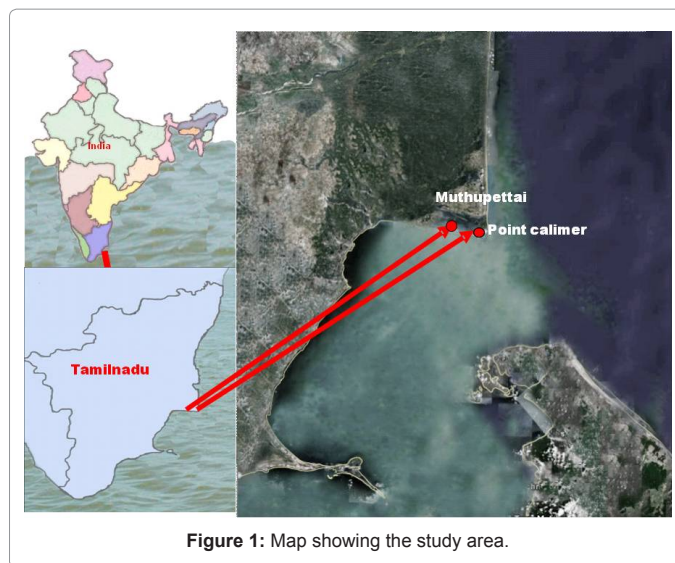 India
Muthupettai
Point calimer
Tamilnadu
Figure 1: Map showing the study area.